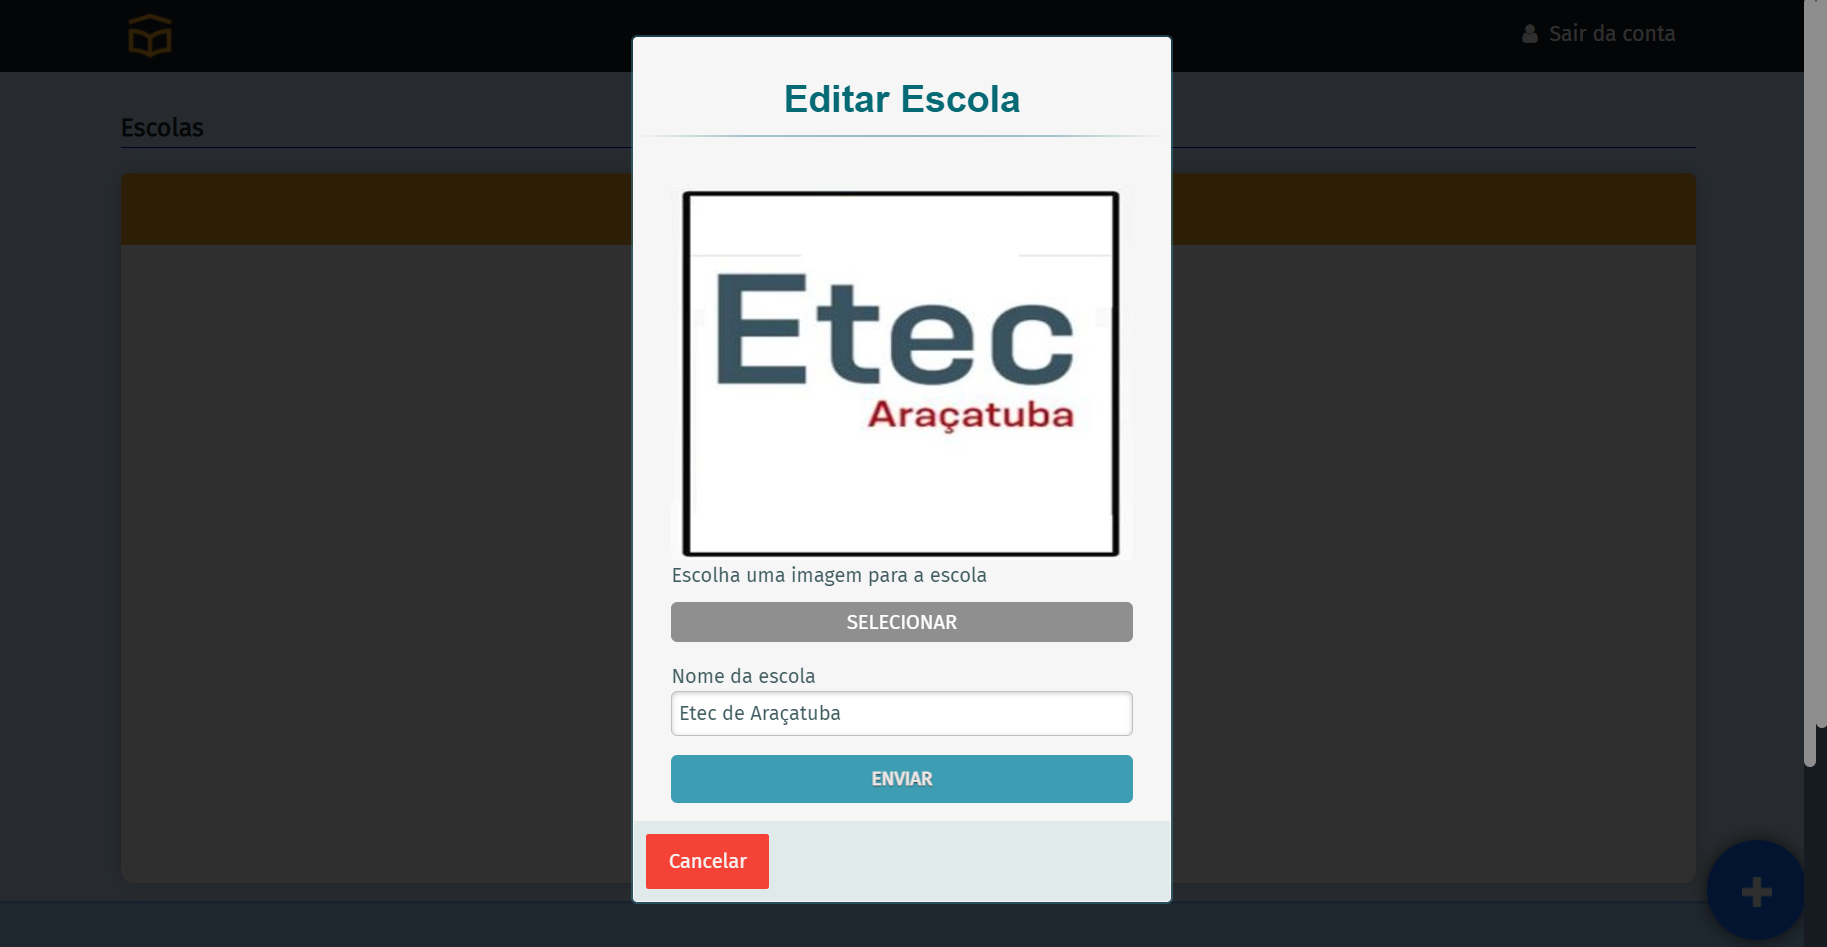 Sair da conta
Escolas
Editar Escola
Etec
Araçatuba
Escolha uma imagem para a escola
SELECIONAR
Nome da escola
Etec de Araçatuba
ENVIAR
Cancelar